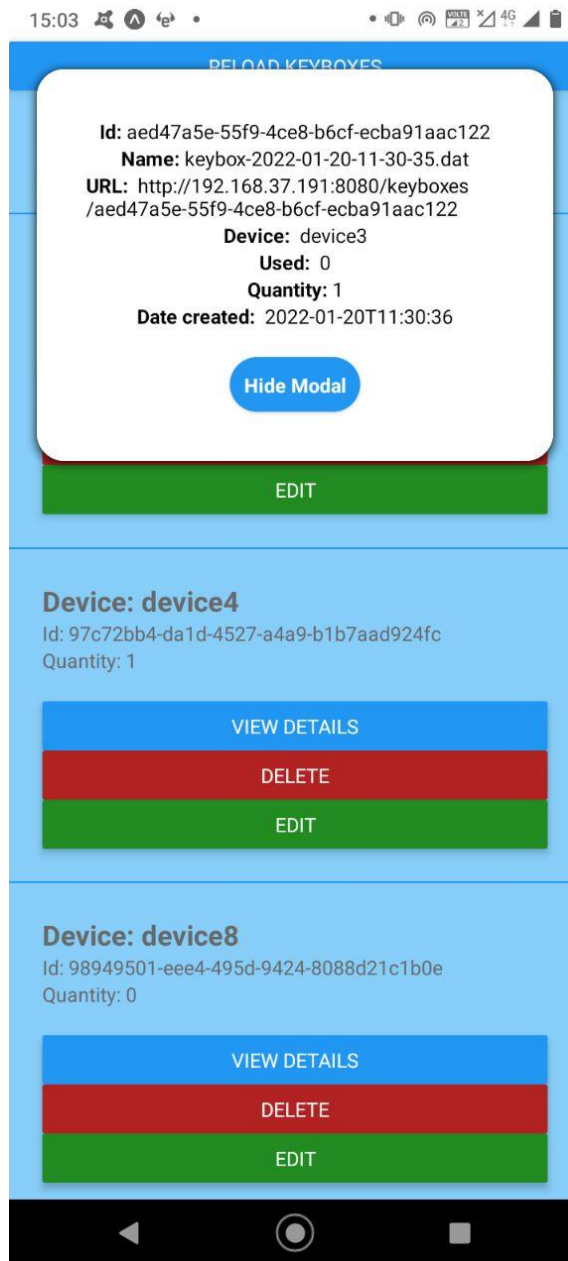 15:03
VOLTE 2
4G
RELOAD KEYBOXES
Id: aed47a5e-55f9-4ce8-b6cf-ecba91aac122
Name: keybox-2022-01-20-11-30-35.dat
URL: http://192.168.37.191:8080/keyboxes
/aed47a5e-55f9-4ce8-b6cf-ecba91aac122
Device: device3
Used: 0
Quantity: 1
Date created: 2022-01-20T11:30:36
Hide Modal
EDIT
Device: device4
Id: 97c72bb4-da1d-4527-a4a9-b1b7aad924fc
Quantity: 1
VIEW DETAILS
DELETE
EDIT
Device: device8
Id: 98949501-eee4-495d-9424-8088d21c1b0e
Quantity: 0
VIEW DETAILS
DELETE
EDIT